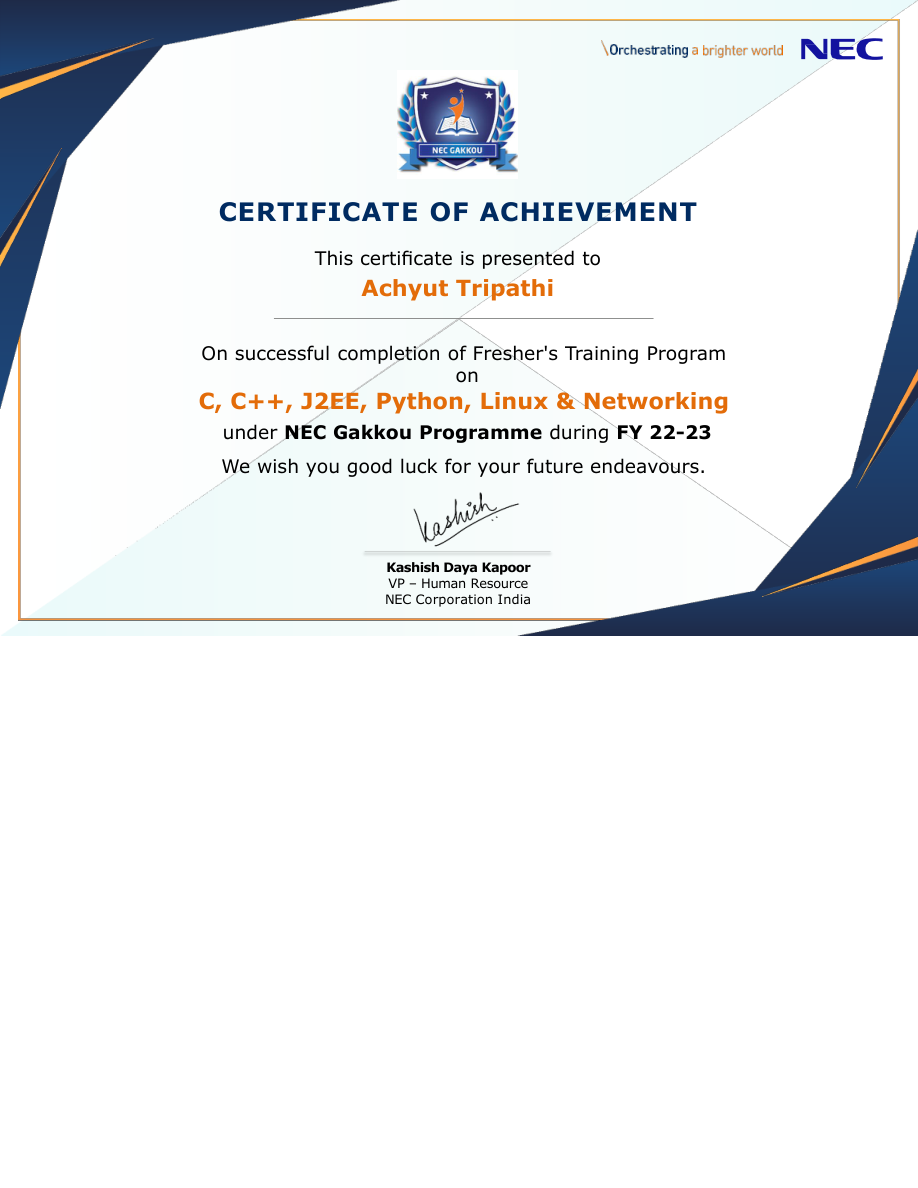 \Orchestrating a brighter world NEC
NEC GAKKOU
CERTIFICATE OF ACHIEVEMENT
This certificate is presented to
Achyut Tripathi
On successful completion of Fresher's Training Program
on
C, C++, J2EE, Python, Linux & Networking
under NEC Gakkou Programme during FY 22-23
We wish you good luck for your future endeavours.
Kashish
Kashish Daya Kapoor
VP – Human Resource
NEC Corporation India